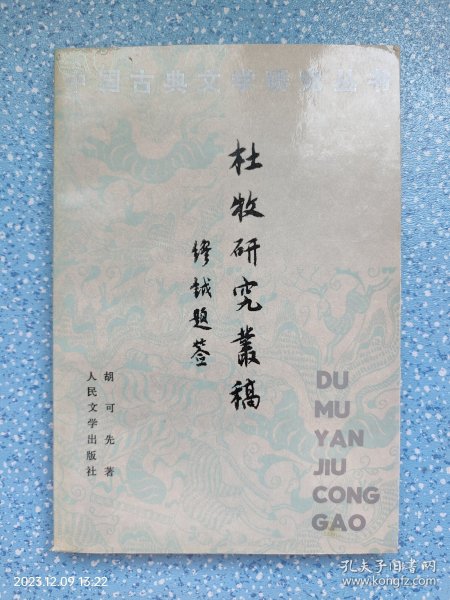 中国古典文学研究丛书
杜牧研究叢稿
缪钺题签
胡可先著
人民文学出版社
DU
MU
YAN
JIU
CONG
GAO
2023.12.09 13:22
孔夫子旧书网
www.kongfz.com